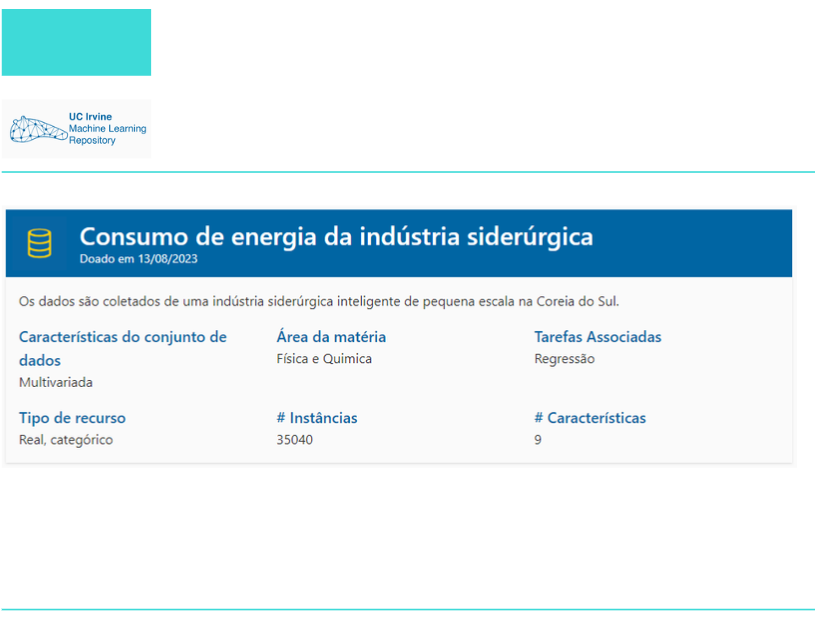 UC Irvine
Machine Learning
Repository
Consumo de energia da indústria siderúrgica
Doado em 13/08/2023
Os dados são coletados de uma indústria siderúrgica inteligente de pequena escala na Coreia do Sul.
Características do conjunto de
dados
Multivariada
Área da matéria
Física e Quimica
Tarefas Associadas
Regressão
Tipo de recurso
Real, categórico
# Instâncias
35040
# Características
9